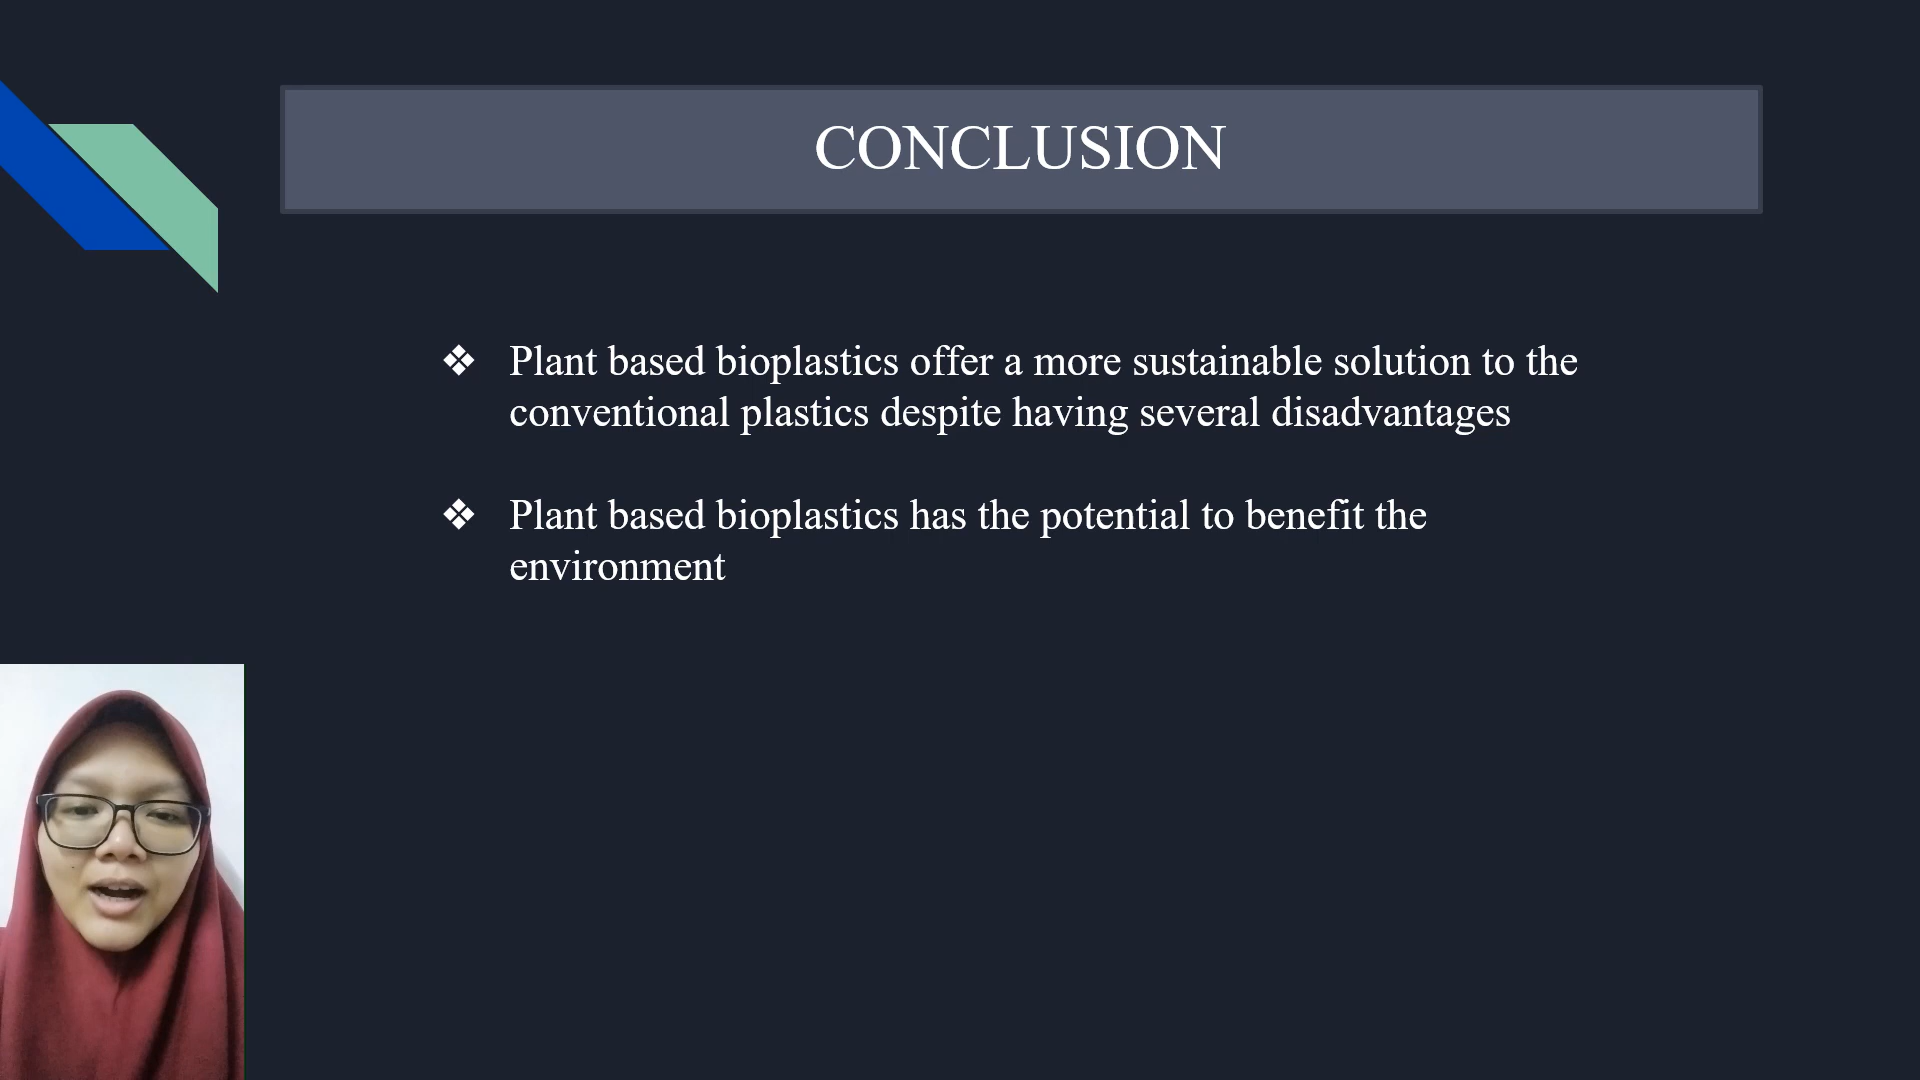 CONCLUSION
❖ Plant based bioplastics offer a more sustainable solution to the
conventional plastics despite having several disadvantages
❖ Plant based bioplastics has the potential to benefit the
environment